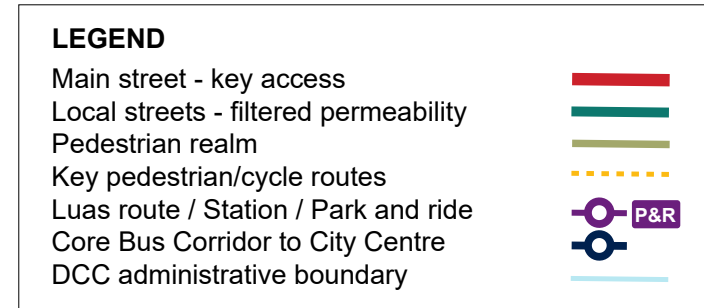 LEGEND
Main street - key access
Local streets - filtered permeability
Pedestrian realm
Key pedestrian/cycle routes
Luas route / Station / Park and ride P&R
Core Bus Corridor to City Centre
DCC administrative boundary